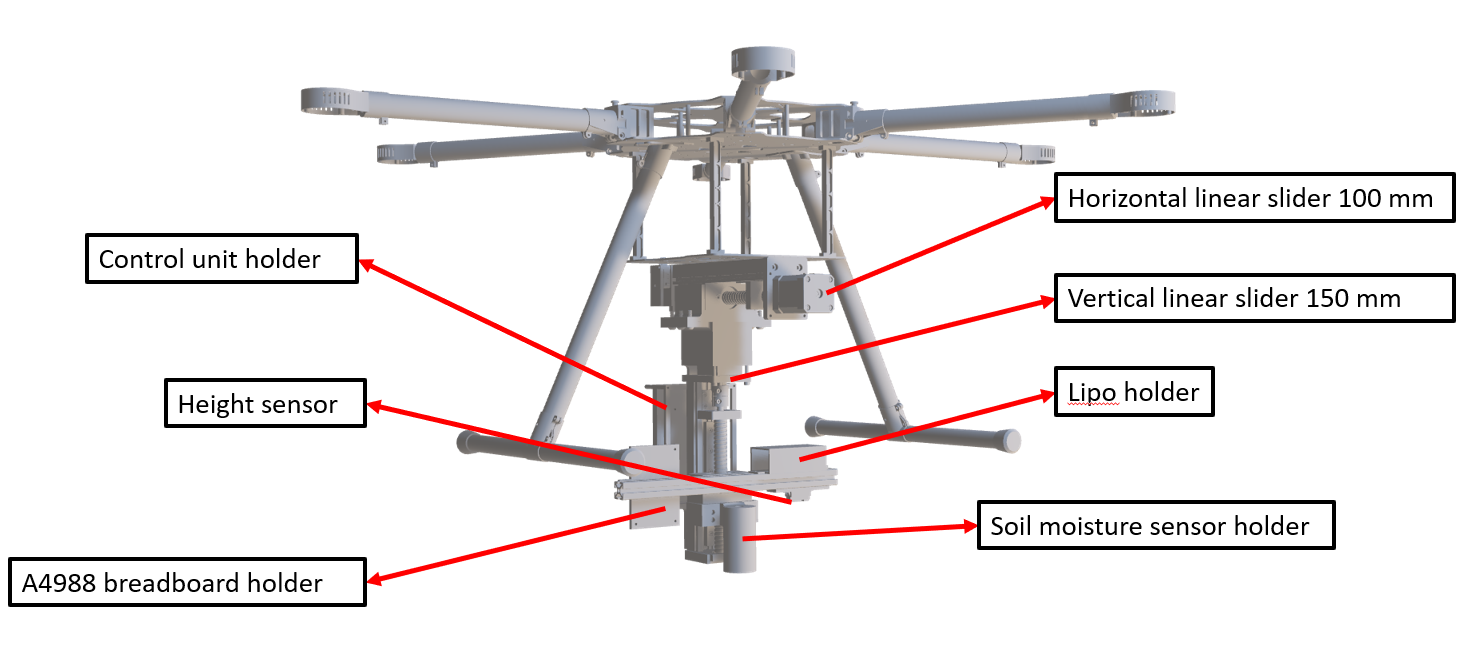 Horizontal linear slider 100 mm
Control unit holder
Vertical linear slider 150 mm
Height sensor
Lipo holder
Soil moisture sensor holder
A4988 breadboard holder